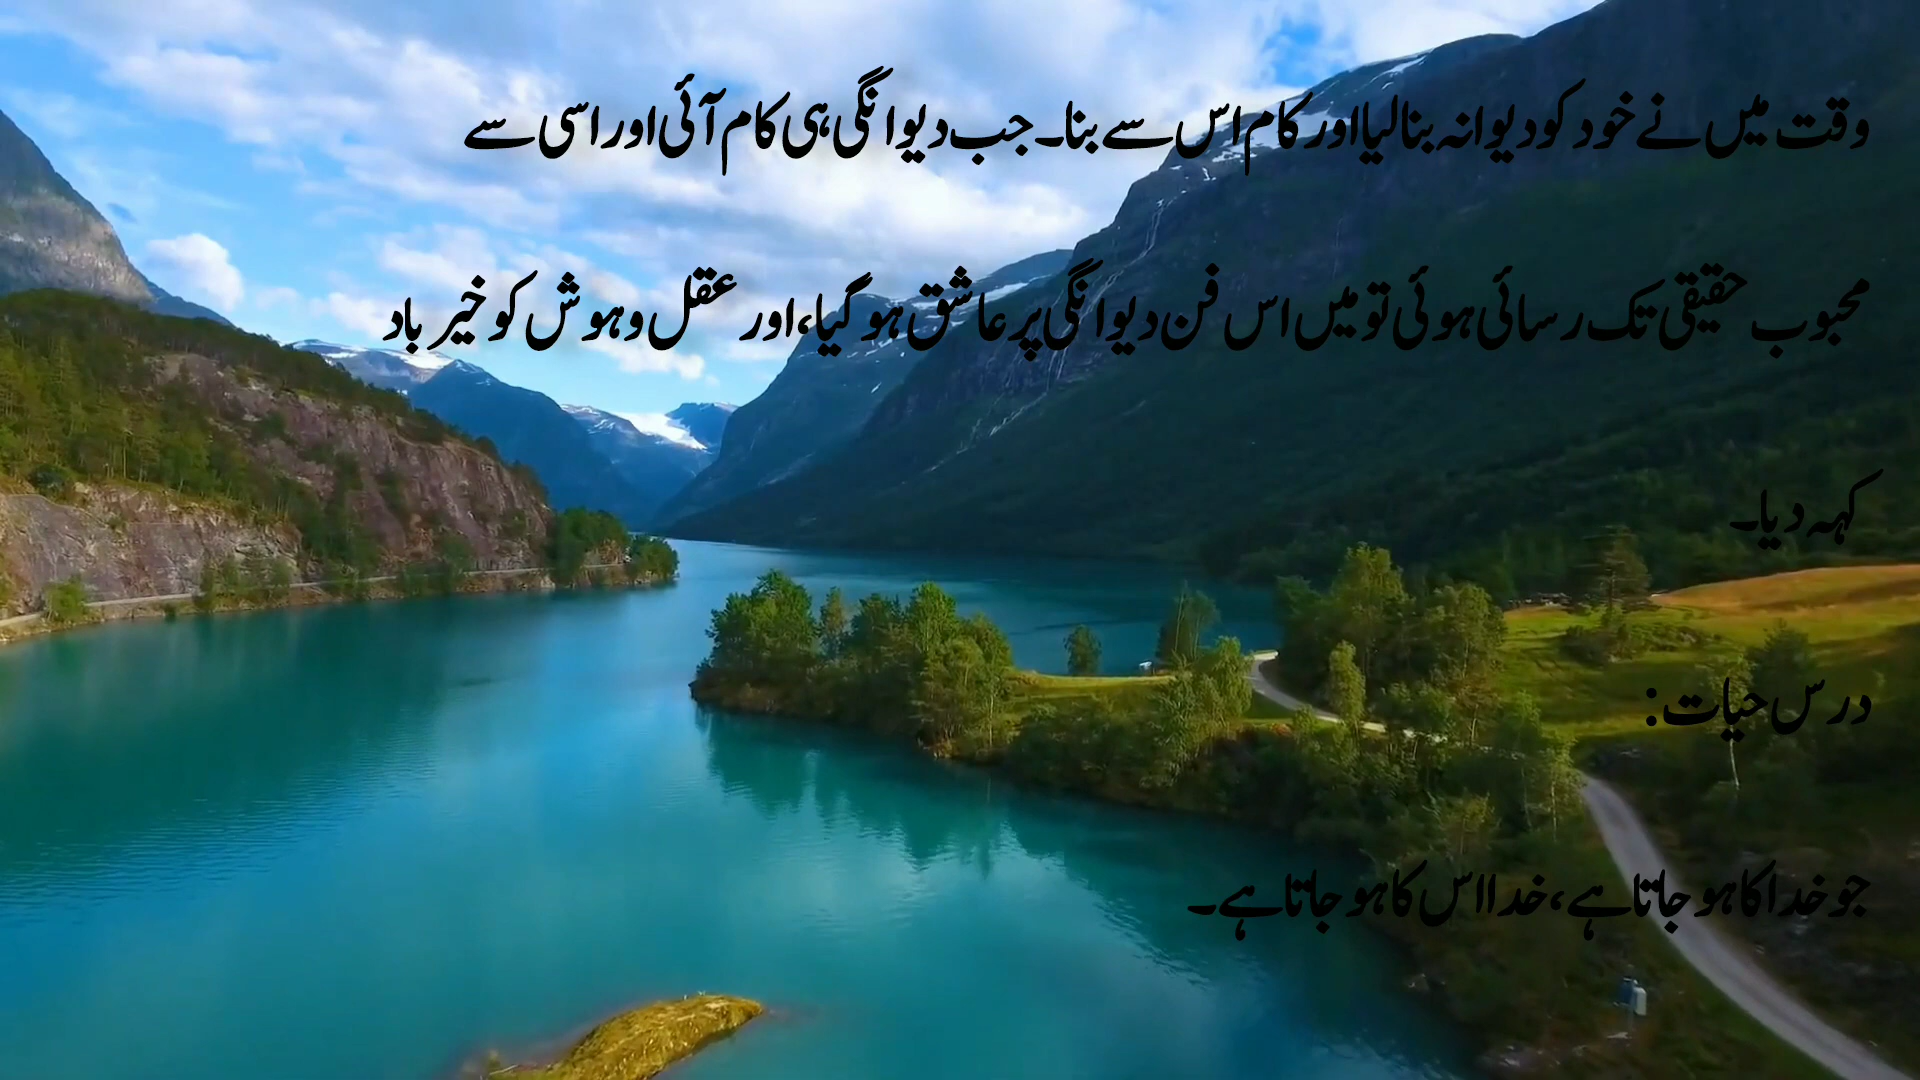 وقت میں نے خود کو دیوانہ بنا لیا اور کام اس سے بنا۔ جب دیوانگی ہی کام آئی اور اسی سے
محبوب حقیقی تک رسائی ہوئی تو میں اس فن دیوانگی پر عاشق ہو گیا، اور عقل و ہوش کو خیر باد
کہہ دیا۔
درس حیات:
جو خدا کا ہو جاتا ہے، خدا اس کا ہو جاتا ہے۔